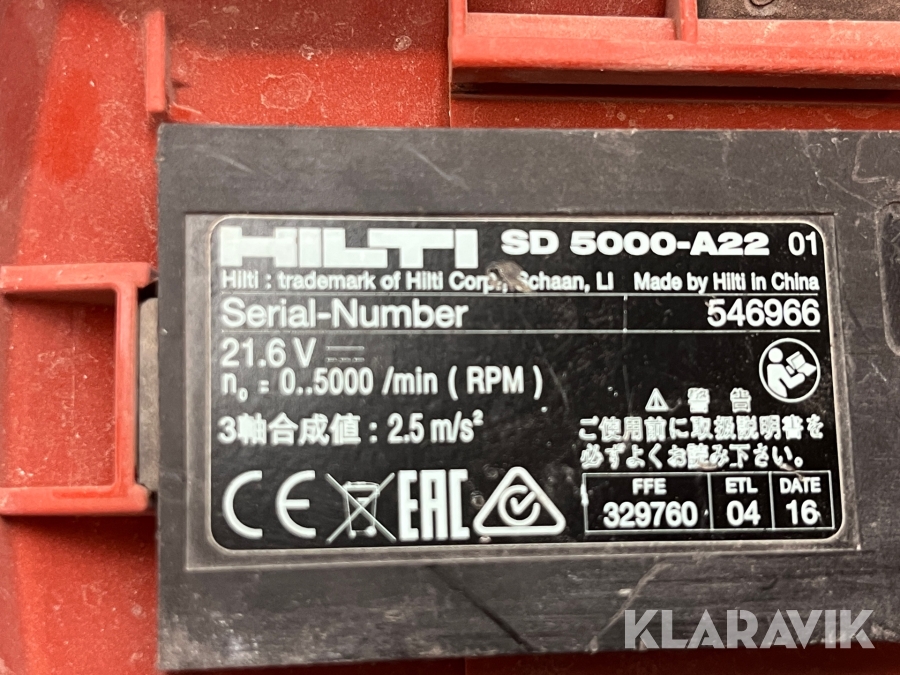 HILTI SD 5000-A22 01
Hilti : trademark of Hilti Corp., Schaan, LI Made by Hilti in China
Serial-Number 546966
21.6 V
n₀ = 0..5000 /min ( RPM )
3軸合成値 : 2.5 m/s²
⚠ 警 告
ご使用前に取扱説明書を
必ずよくお読み下さい。
CE EAC
FFE ETL DATE
329760 04 16
KLARAVIK